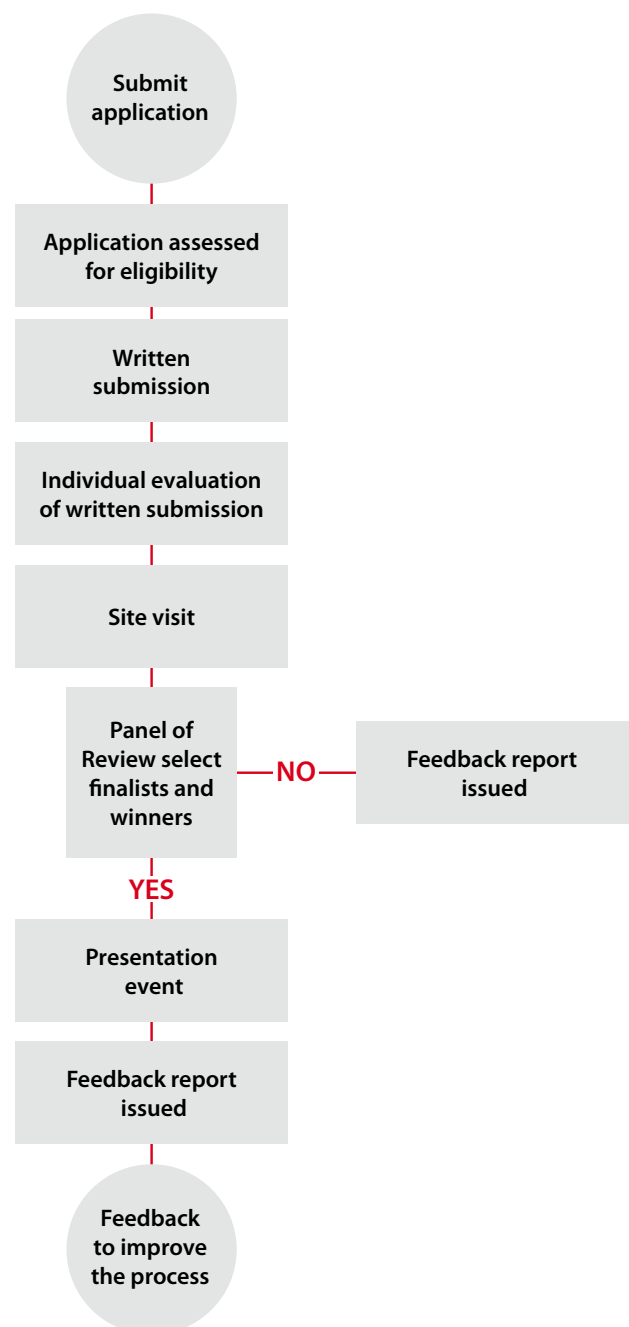 Submit
application
Application assessed
for eligibility
Written
submission
Individual evaluation
of written submission
Site visit
Panel of
Review select
finalists and
winners
NO
Feedback report
issued
YES
Presentation
event
Feedback report
issued
Feedback
to improve
the process